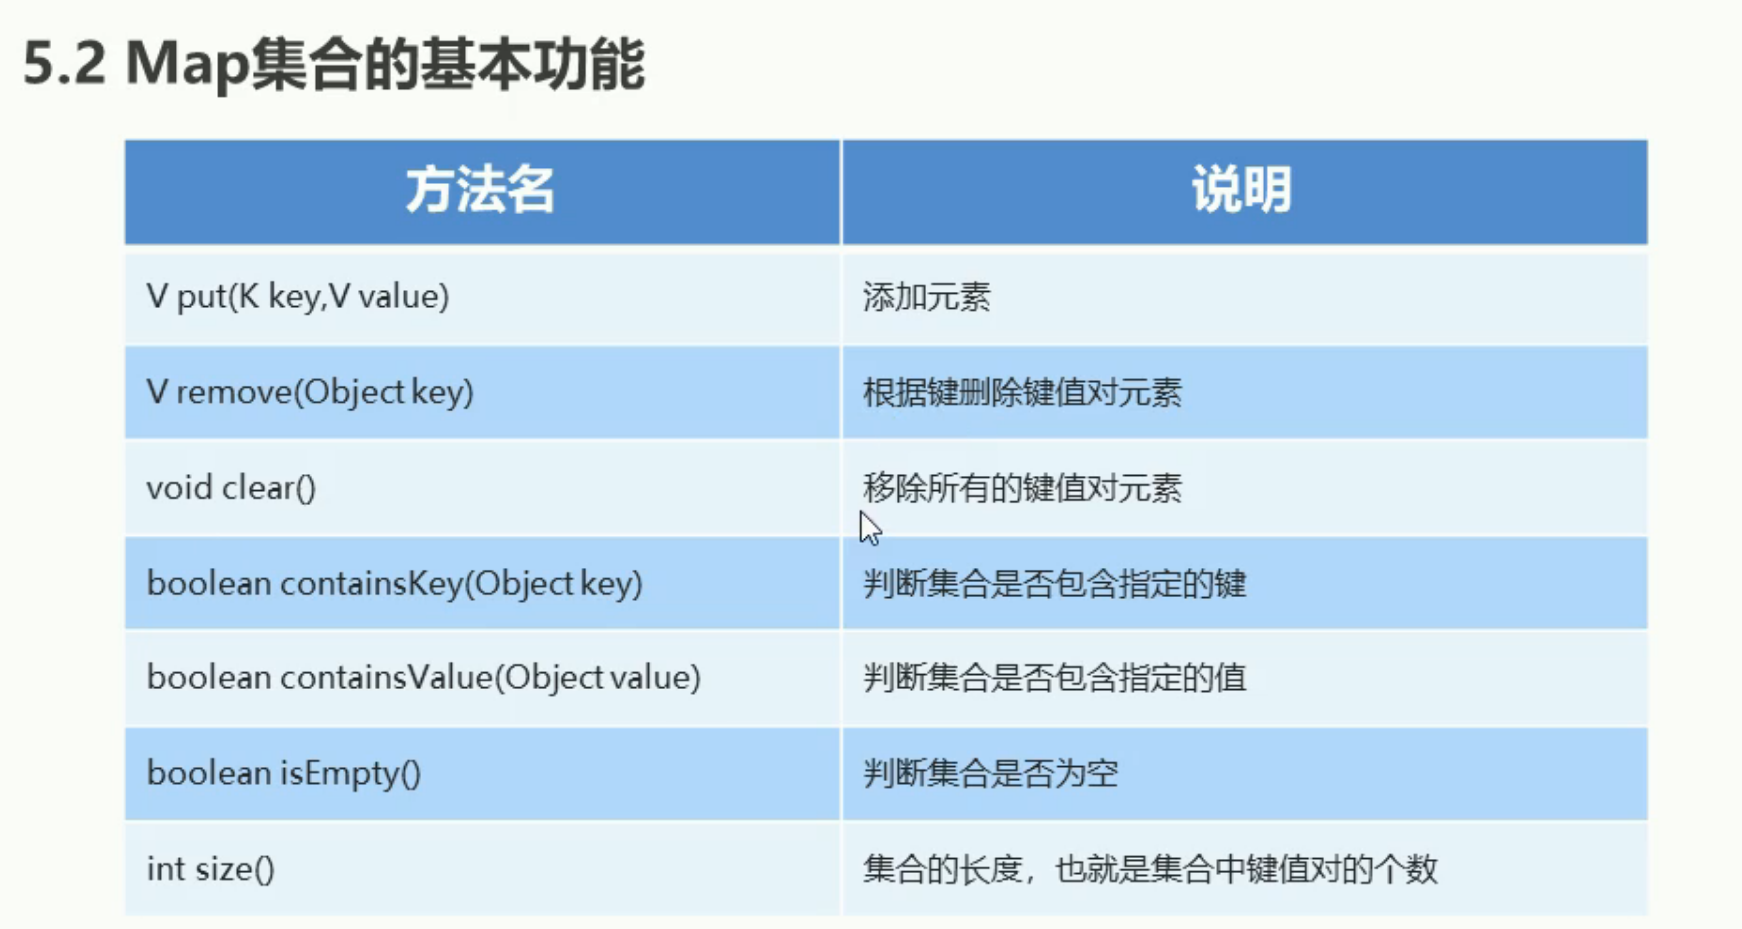 5.2 Map集合的基本功能
方法名 说明
V put(K key,V value) 添加元素
V remove(Object key) 根据键删除键值对元素
void clear() 移除所有的键值对元素
boolean containsKey(Object key) 判断集合是否包含指定的键
boolean containsValue(Object value) 判断集合是否包含指定的值
boolean isEmpty() 判断集合是否为空
int size() 集合的长度，也就是集合中键值对的个数